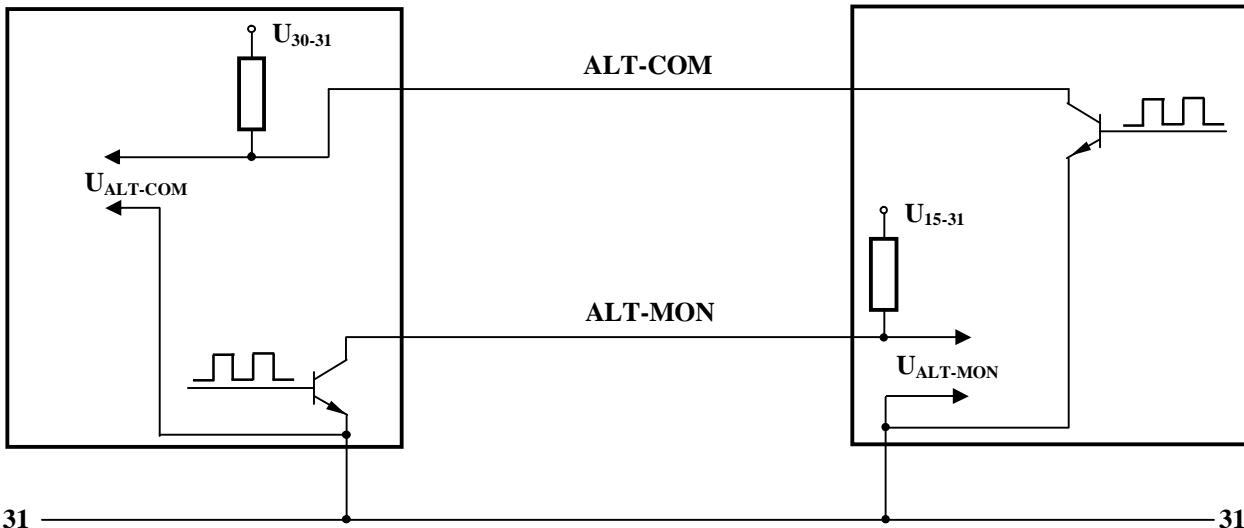 U30-31
ALT-COM
UALT-COM
U15-31
ALT-MON
UALT-MON
31
31